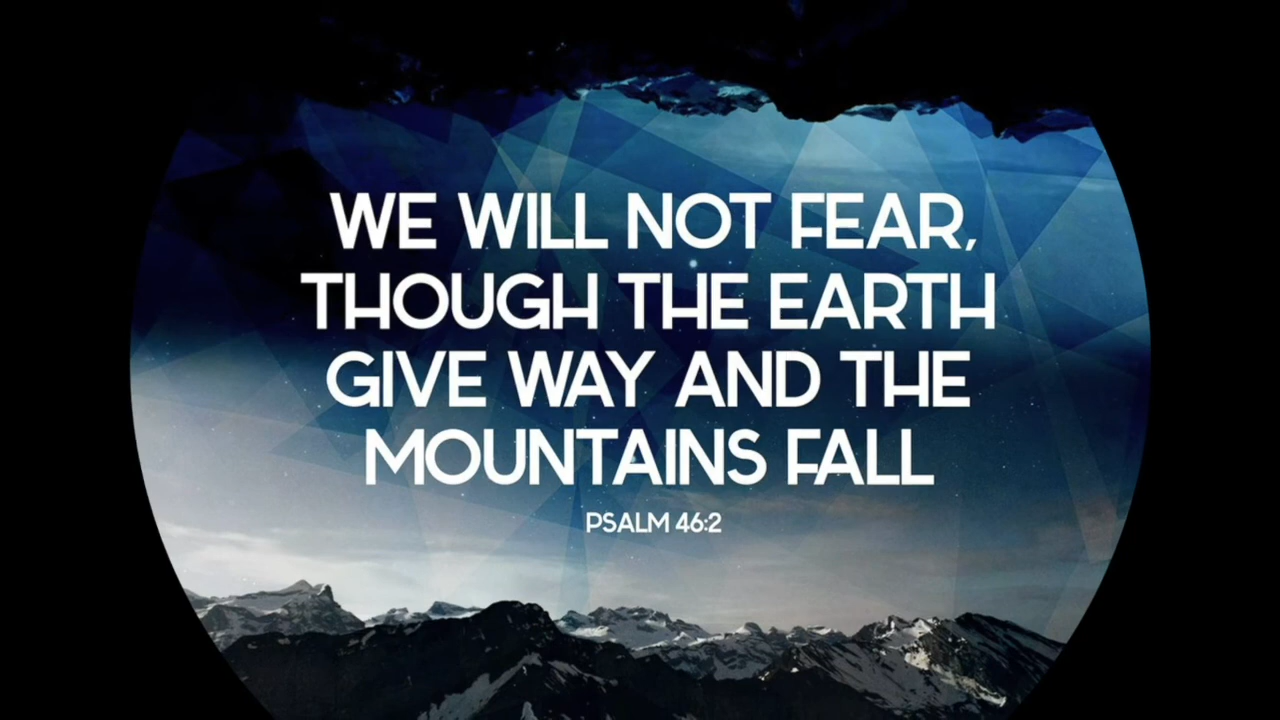 WE WILL NOT FEAR,
THOUGH THE EARTH
GIVE WAY AND THE
MOUNTAINS FALL
PSALM 46:2